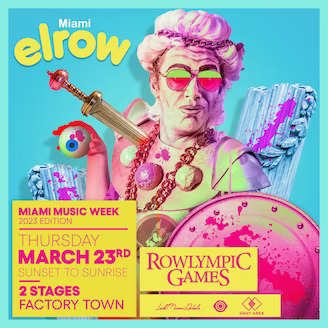 Miami
elrow
MIAMI MUSIC WEEK
2023 EDITION
THURSDAY
MARCH 23RD
SUNSET TO SUNRISE
2 STAGES
FACTORY TOWN
ROWLYMPIC
GAMES
GRAY AREA